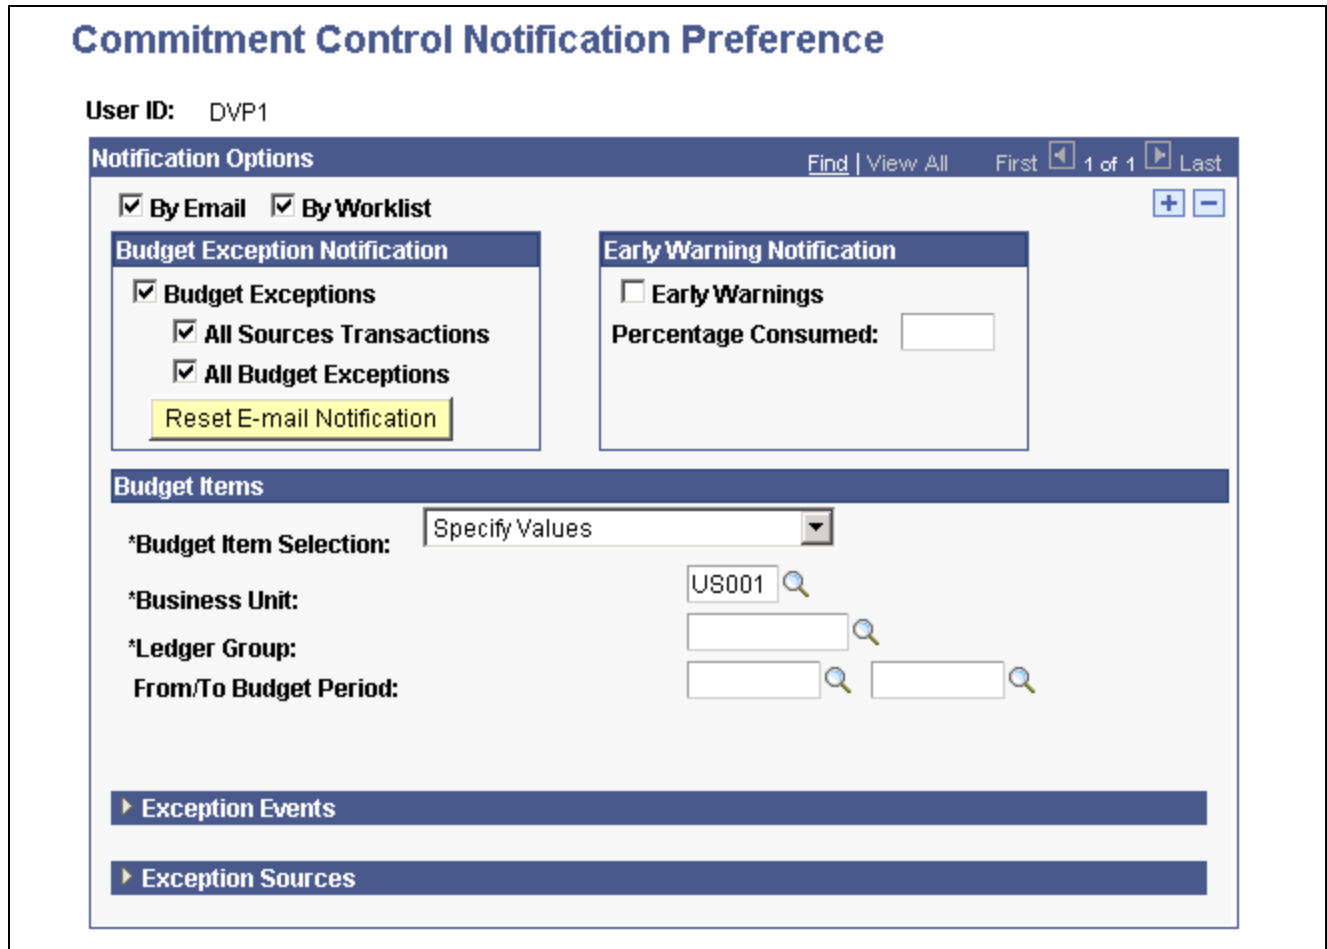 Commitment Control Notification Preference
User ID: DVP1
Notification Options Find | View All First 1 of 1 Last
By Email By Worklist
Budget Exception Notification
Budget Exceptions
All Sources Transactions
All Budget Exceptions
Reset E-mail Notification
Early Warning Notification
Early Warnings
Percentage Consumed:
Budget Items
*Budget Item Selection: Specify Values
*Business Unit: US001
*Ledger Group:
From/To Budget Period:
Exception Events
Exception Sources